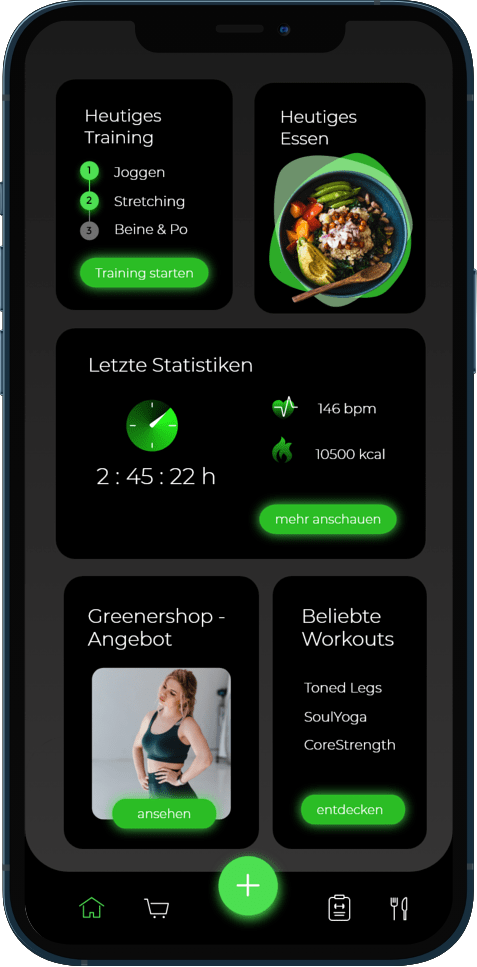 Heutiges
Training
1
Joggen
2
Stretching
3
Beine & Po
Training starten
Heutiges
Essen
Letzte Statistiken
2 : 45 : 22 h
146 bpm
10500 kcal
mehr anschauen
Greenershop -
Angebot
ansehen
Beliebte
Workouts
Toned Legs
SoulYoga
CoreStrength
entdecken